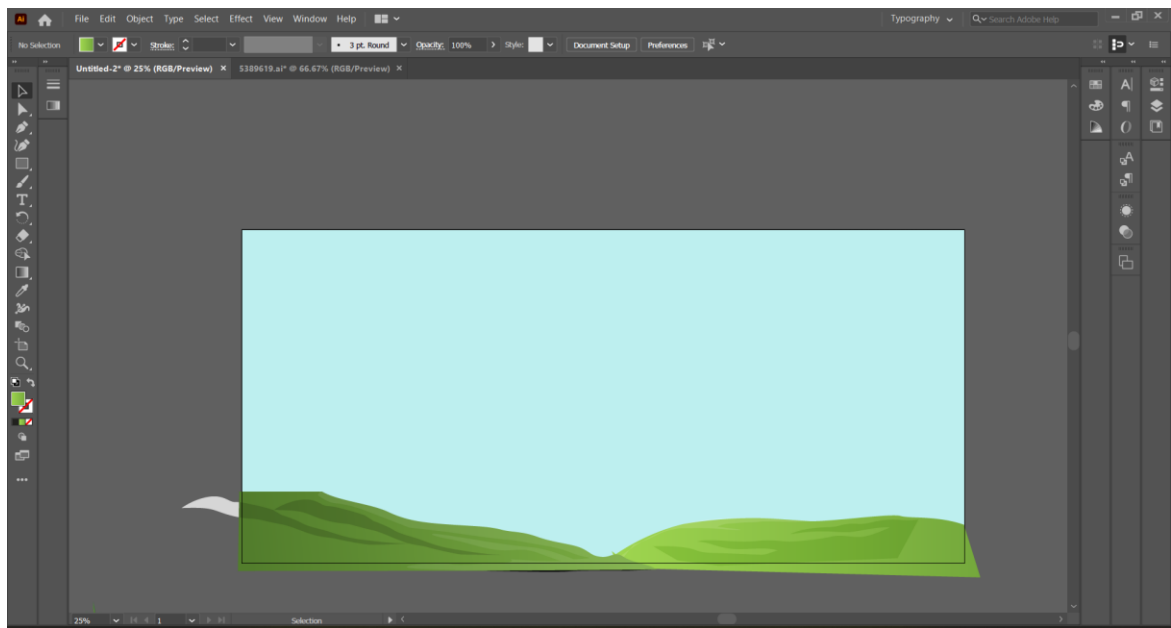 Ai File Edit Object Type Select Effect View Window Help Typography Search Adobe Help
No Selection Stroke: 3 pt. Round Opacity: 100% Style: Document Setup Preferences
Untitled-2* @ 25% (RGB/Preview) × 5389619.ai* @ 66.67% (RGB/Preview) ×
25% 1 Selection